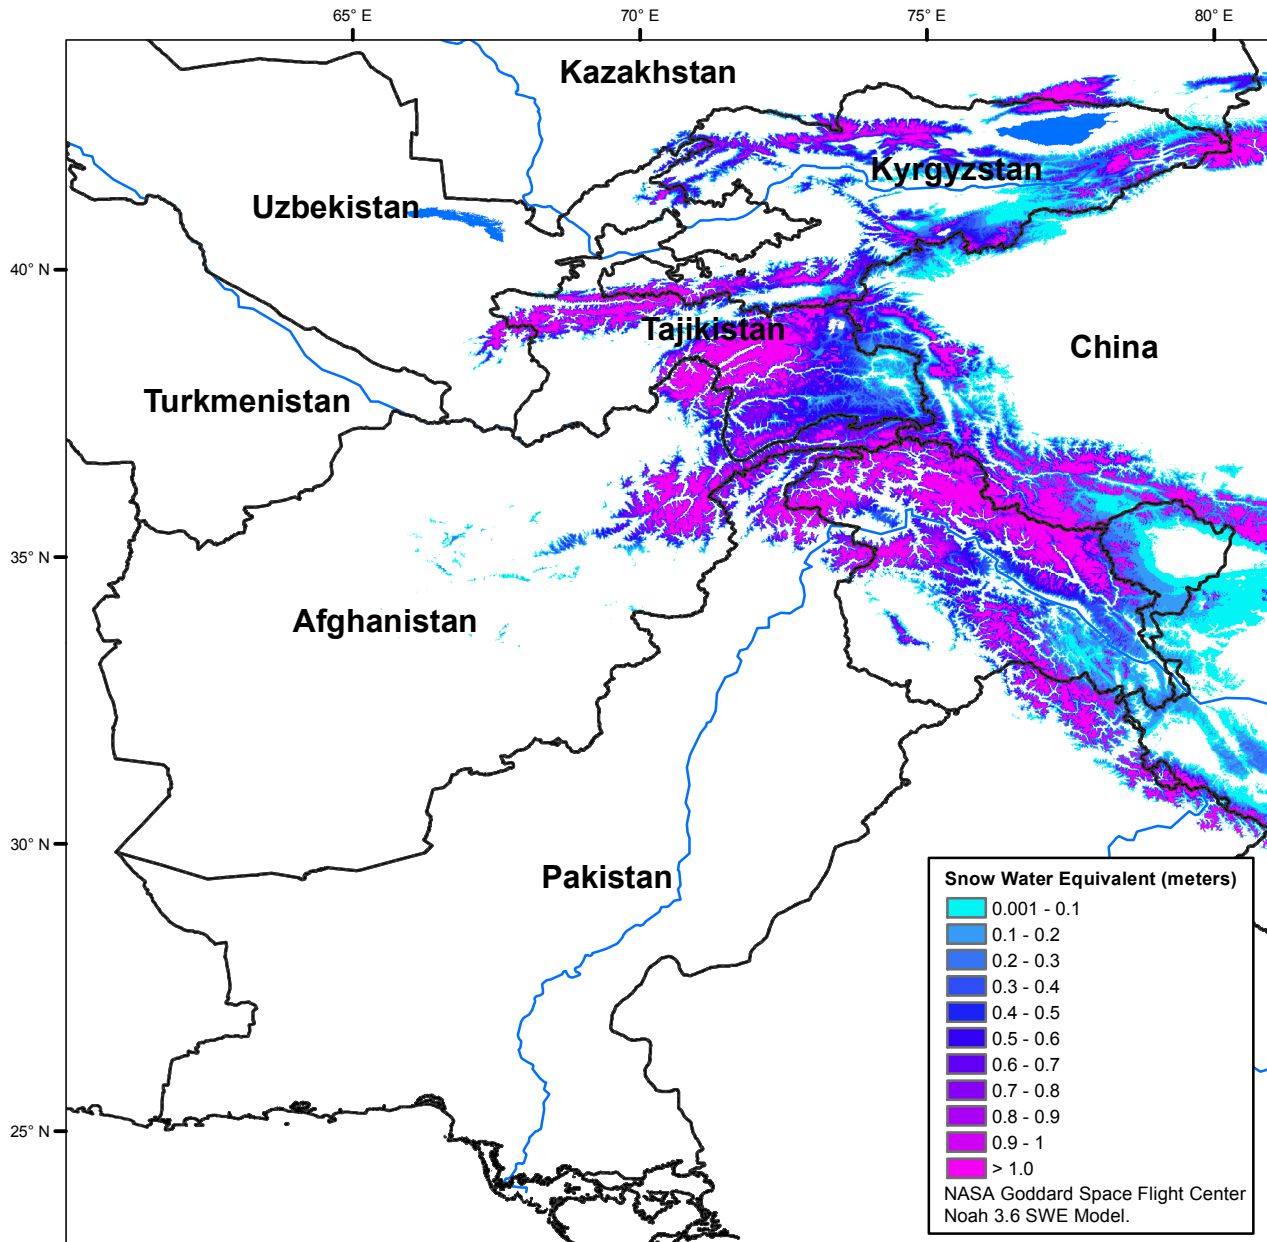 65° E
70° E
75° E
80° E
Kazakhstan
Kyrgyzstan
Uzbekistan
40° N
Tajikistan
China
Turkmenistan
35° N
Afghanistan
30° N
Pakistan
25° N
Snow Water Equivalent (meters)
0.001 - 0.1
0.1 - 0.2
0.2 - 0.3
0.3 - 0.4
0.4 - 0.5
0.5 - 0.6
0.6 - 0.7
0.7 - 0.8
0.8 - 0.9
0.9 - 1
> 1.0
NASA Goddard Space Flight Center
Noah 3.6 SWE Model.